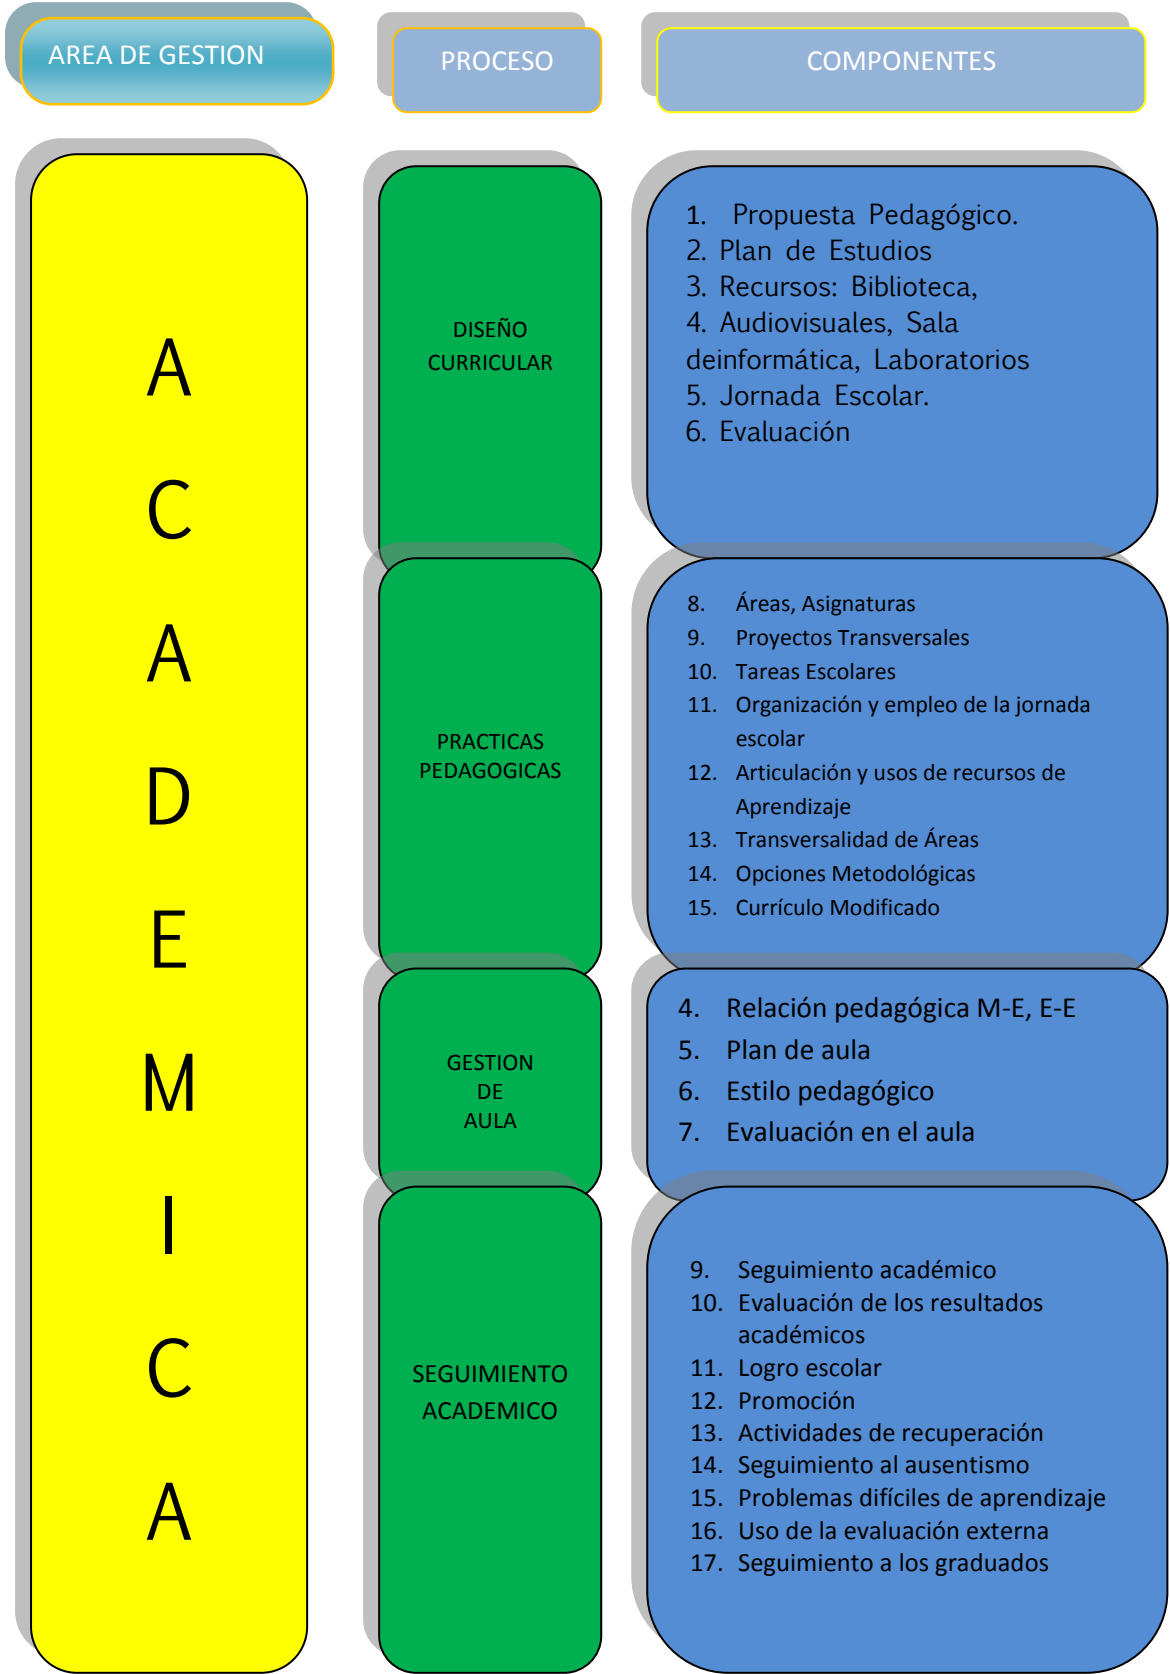 AREA DE GESTION
PROCESO
COMPONENTES
A
C
A
D
E
M
I
C
A
DISEÑO
CURRICULAR
1. Propuesta Pedagógico.
2. Plan de Estudios
3. Recursos: Biblioteca,
4. Audiovisuales, Sala
deinformática, Laboratorios
5. Jornada Escolar.
6. Evaluación
PRACTICAS
PEDAGOGICAS
8. Áreas, Asignaturas
9. Proyectos Transversales
10. Tareas Escolares
11. Organización y empleo de la jornada
escolar
12. Articulación y usos de recursos de
Aprendizaje
13. Transversalidad de Áreas
14. Opciones Metodológicas
15. Currículo Modificado
GESTION
DE
AULA
4. Relación pedagógica M-E, E-E
5. Plan de aula
6. Estilo pedagógico
7. Evaluación en el aula
SEGUIMIENTO
ACADEMICO
9. Seguimiento académico
10. Evaluación de los resultados
académicos
11. Logro escolar
12. Promoción
13. Actividades de recuperación
14. Seguimiento al ausentismo
15. Problemas difíciles de aprendizaje
16. Uso de la evaluación externa
17. Seguimiento a los graduados